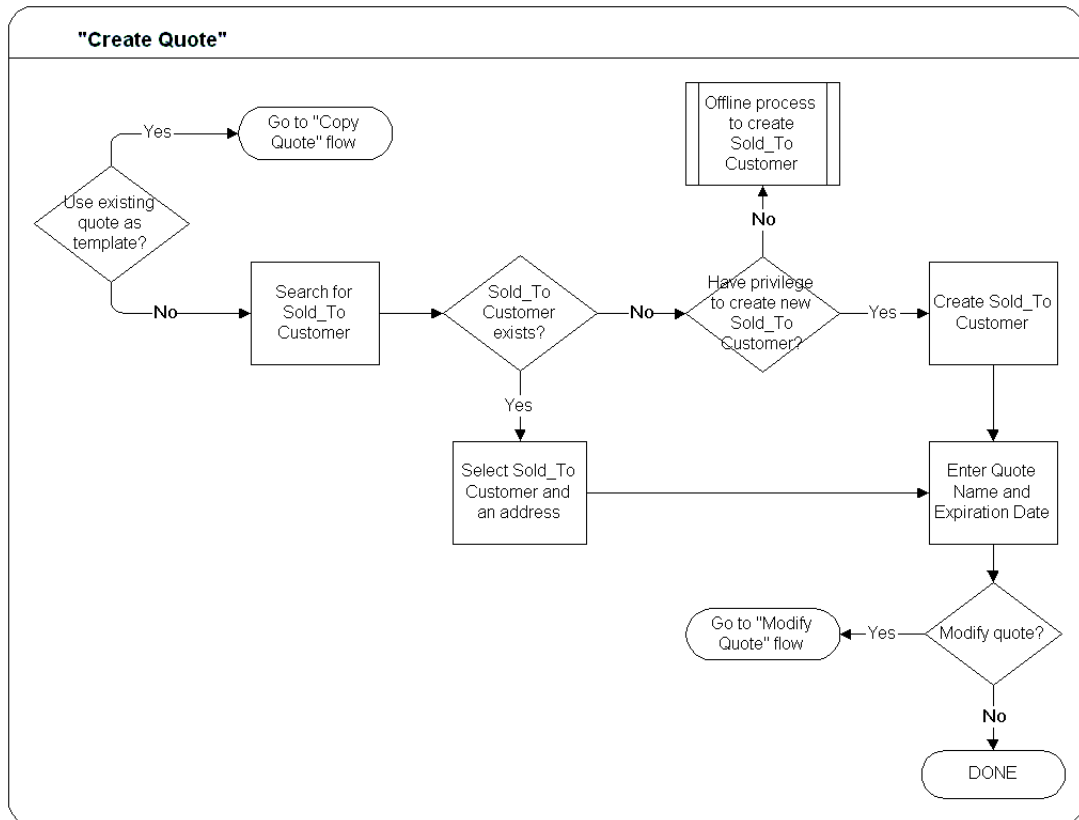 "Create Quote"
Yes
Go to "Copy
Quote" flow
Use existing
quote as
template?
No
Search for
Sold_To
Customer
Sold_To
Customer
exists?
No
Have privilege
to create new
Sold_To
Customer?
No
Offline process
to create
Sold_To
Customer
Yes
Create Sold_To
Customer
Yes
Select Sold_To
Customer and
an address
Enter Quote
Name and
Expiration Date
Modify quote?
Yes
Go to "Modify
Quote" flow
No
DONE